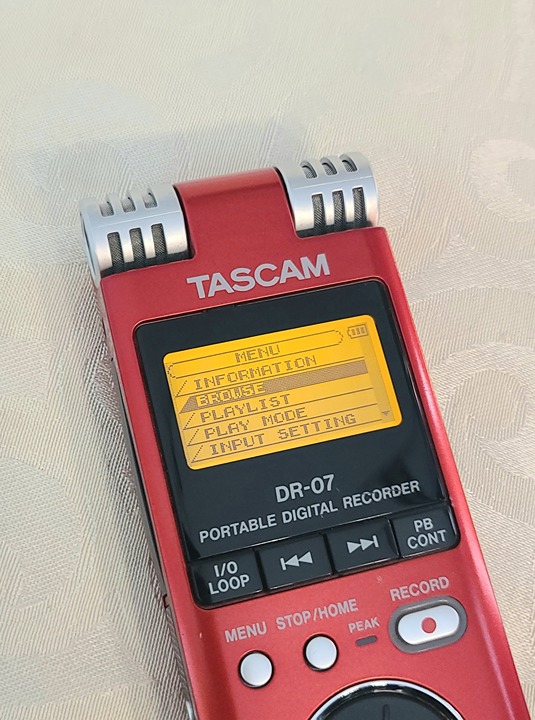 TASCAM
MENU
INFORMATION
BROWSE
PLAYLIST
PLAY MODE
INPUT SETTING
DR-07
PORTABLE DIGITAL RECORDER
I/O
LOOP
PB
CONT
MENU
STOP/HOME
PEAK
RECORD